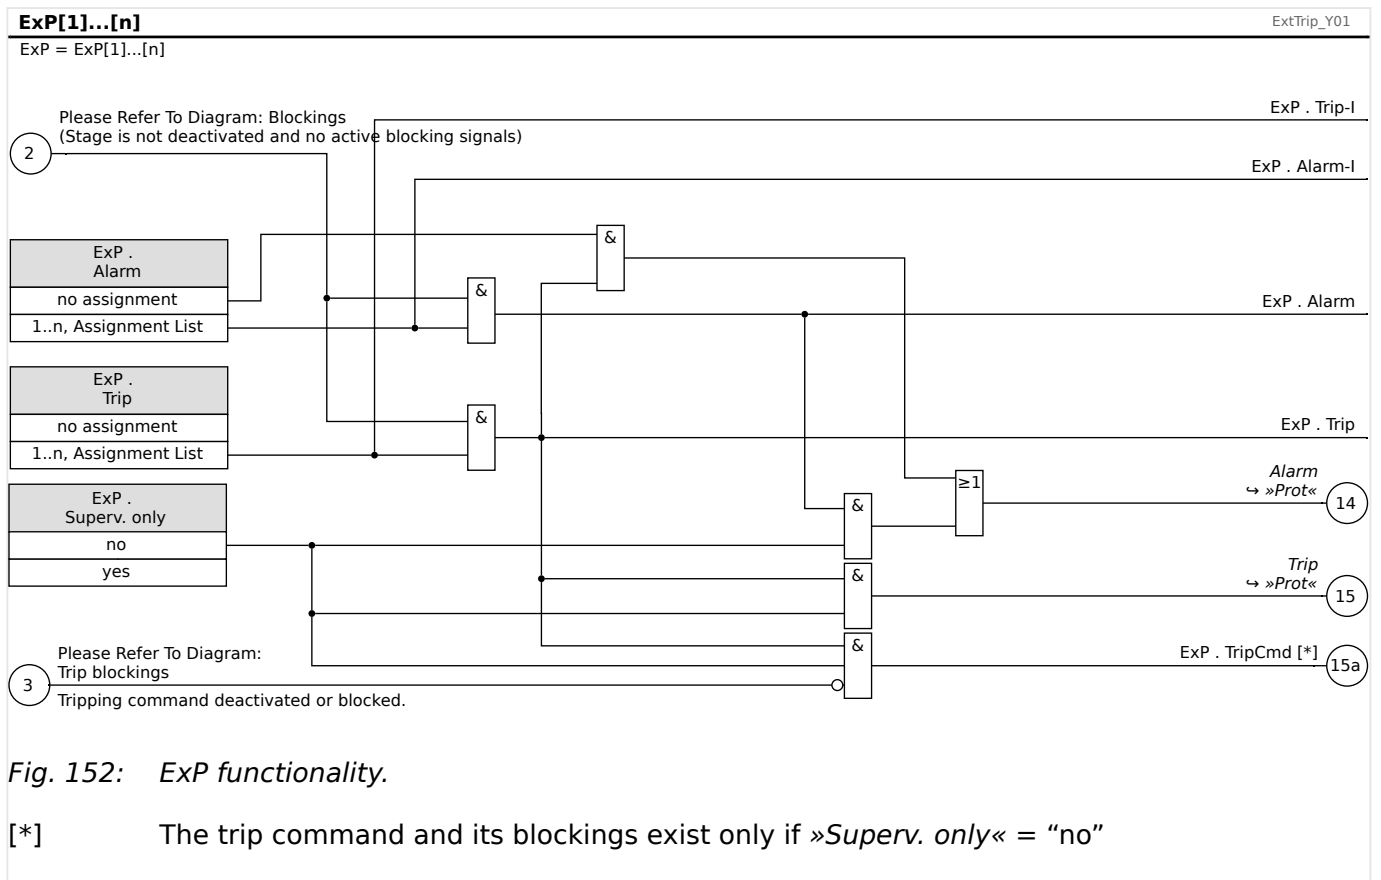 ExP[1]...[n]
ExtTrip_Y01
ExP = ExP[1]...[n]
Please Refer To Diagram: Blockings
(Stage is not deactivated and no active blocking signals)
2
ExP . Trip-I
ExP . Alarm-I
ExP .
Alarm
no assignment
1..n, Assignment List
&
&
ExP . Alarm
ExP .
Trip
no assignment
1..n, Assignment List
&
ExP . Trip
ExP .
Superv. only
no
yes
≥1
Alarm
↪ »Prot«
14
&
&
Trip
↪ »Prot«
15
&
ExP . TripCmd [*]
15a
Please Refer To Diagram:
Trip blockings
3
Tripping command deactivated or blocked.
Fig. 152: ExP functionality.
[*] The trip command and its blockings exist only if »Superv. only« = “no”